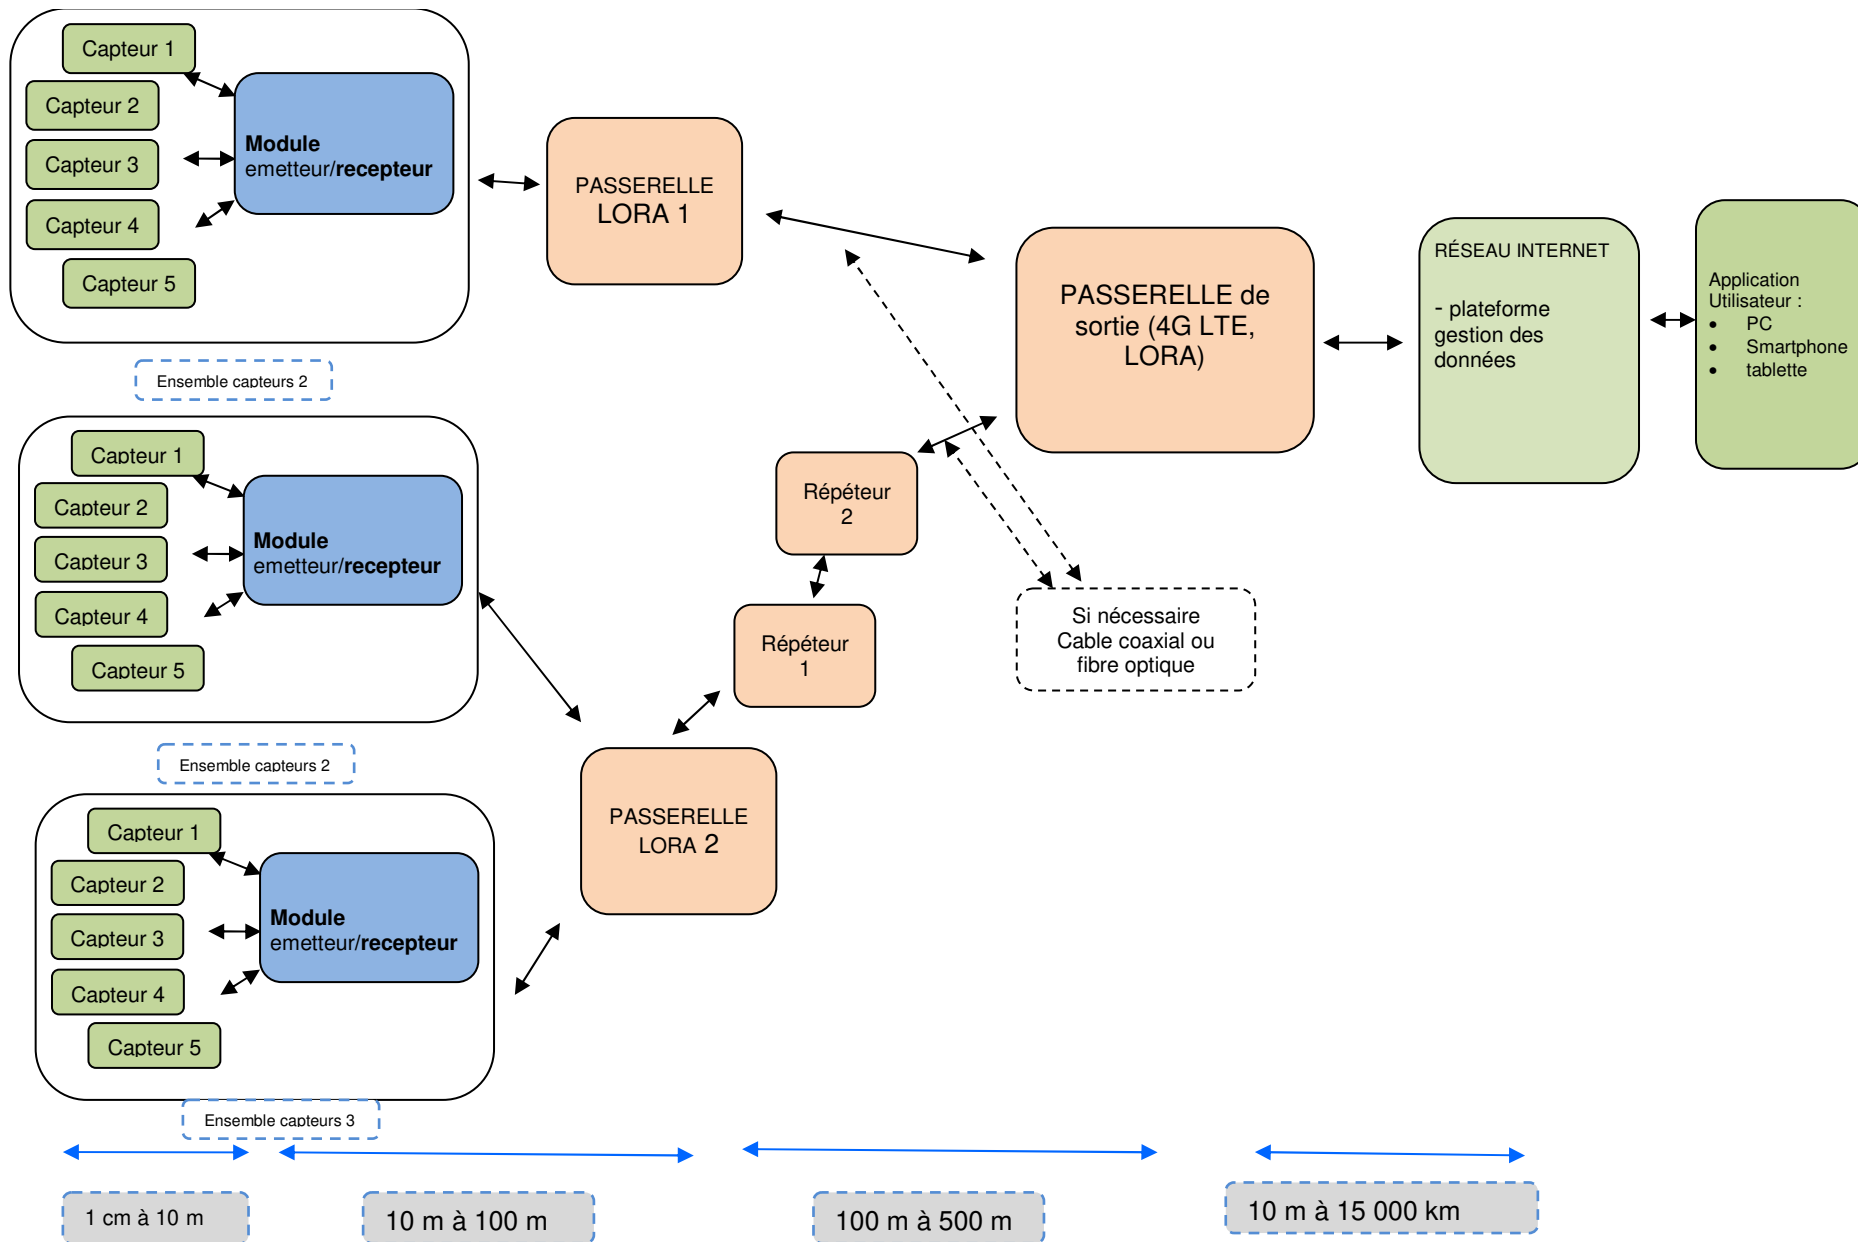 Capteur 1
Capteur 2
Capteur 3
Capteur 4
Capteur 5
Module
emetteur/recepteur
Ensemble capteurs 2
Capteur 1
Capteur 2
Capteur 3
Capteur 4
Capteur 5
Module
emetteur/recepteur
Ensemble capteurs 2
Capteur 1
Capteur 2
Capteur 3
Capteur 4
Capteur 5
Module
emetteur/recepteur
Ensemble capteurs 3
PASSERELLE
LORA 1
PASSERELLE
LORA 2
Répéteur
1
Répéteur
2
PASSERELLE de
sortie (4G LTE,
LORA)
Si nécessaire
Cable coaxial ou
fibre optique
RÉSEAU INTERNET
- plateforme
gestion des
données
Application
Utilisateur :
• PC
• Smartphone
• tablette
1 cm à 10 m
10 m à 100 m
100 m à 500 m
10 m à 15 000 km